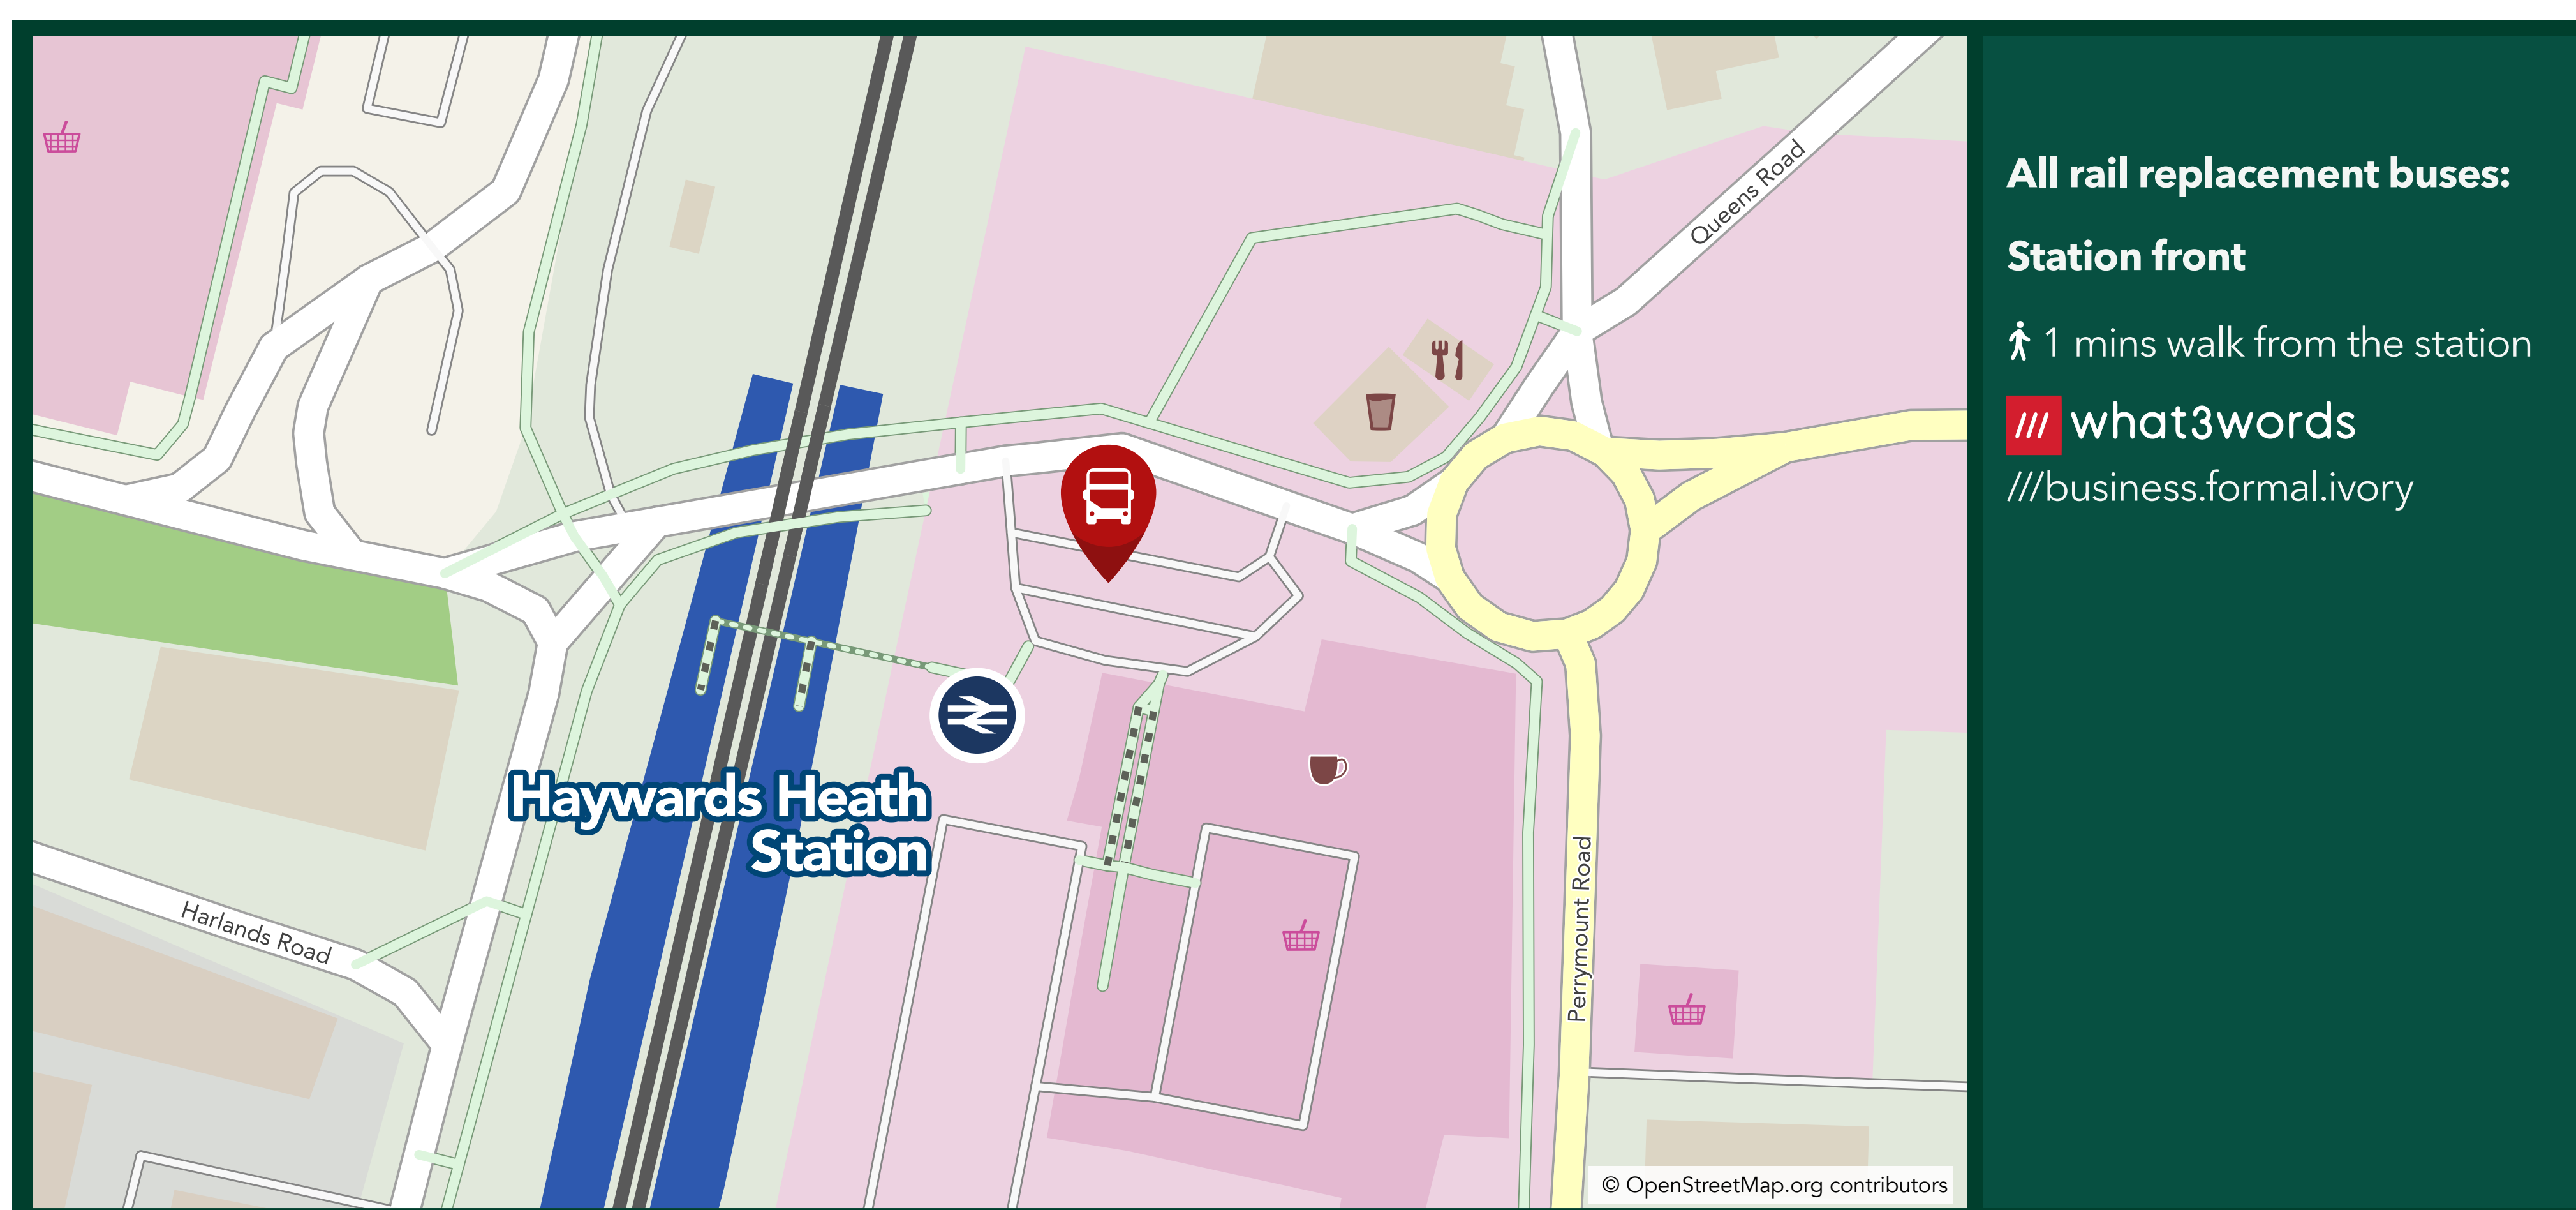 Queens Road
Haywards Heath
Station
Harlands Road
Perrymount Road
© OpenStreetMap.org contributors
All rail replacement buses:
Station front
1 mins walk from the station
what3words
///business.formal.ivory